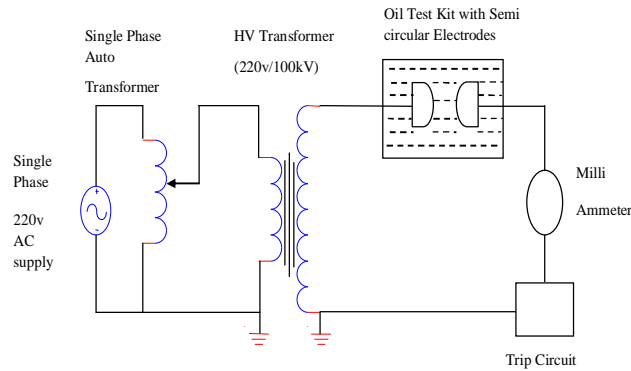 Oil Test Kit with Semi
circular Electrodes
Single Phase
Auto
Transformer
HV Transformer
(220v/100kV)
Single
Phase
220v
AC
supply
+
-
Milli
Ammeter
Trip Circuit